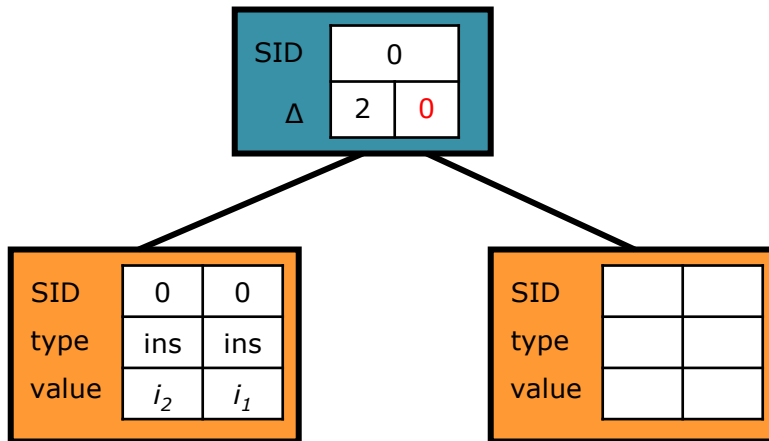 SID 0
Δ 2 0
SID 0 0
type ins ins
value i2 i1
SID
type
value